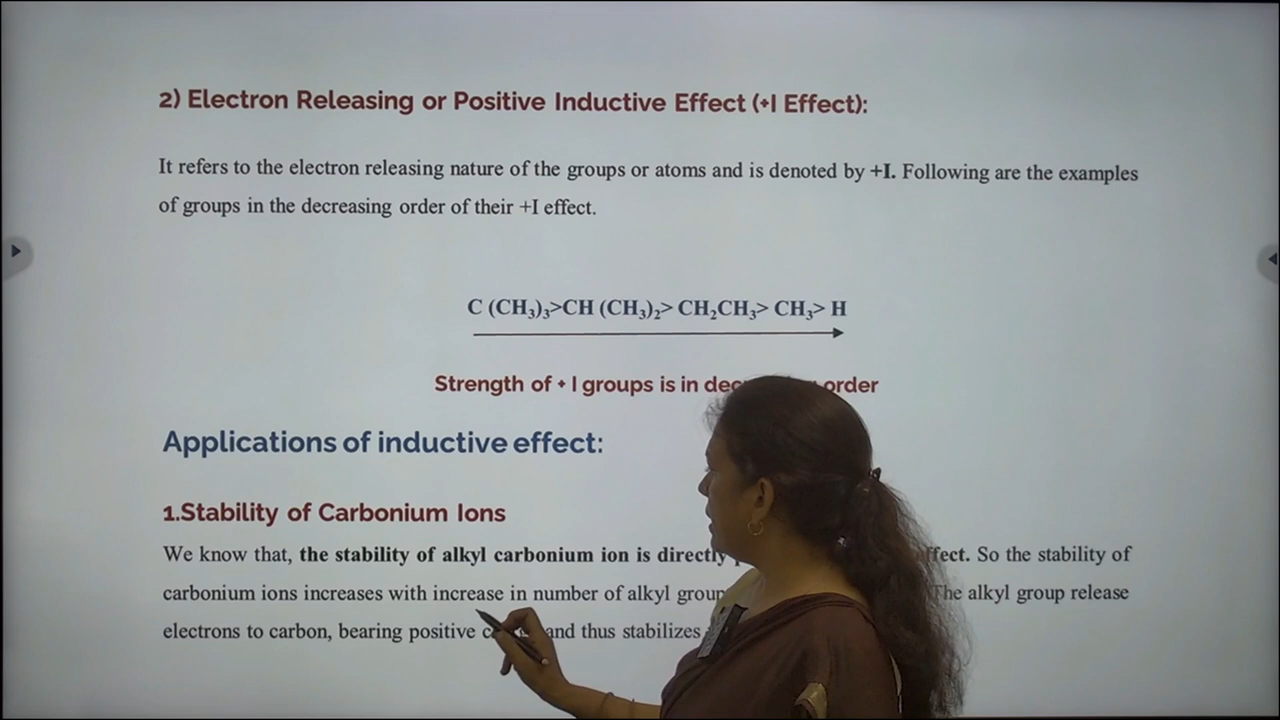 2) Electron Releasing or Positive Inductive Effect (+I Effect):
It refers to the electron releasing nature of the groups or atoms and is denoted by +I. Following are the examples
of groups in the decreasing order of their +I effect.
C (CH₃)₃>CH (CH₃)₂> CH₂CH₃> CH₃> H
Strength of + I groups is in order
Applications of inductive effect:
1.Stability of Carbonium Ions
We know that, the stability of alkyl carbonium ion is directly So the stability of
carbonium ions increases with increase in number of alkyl The alkyl group release
electrons to carbon, bearing positive and thus stabilizes